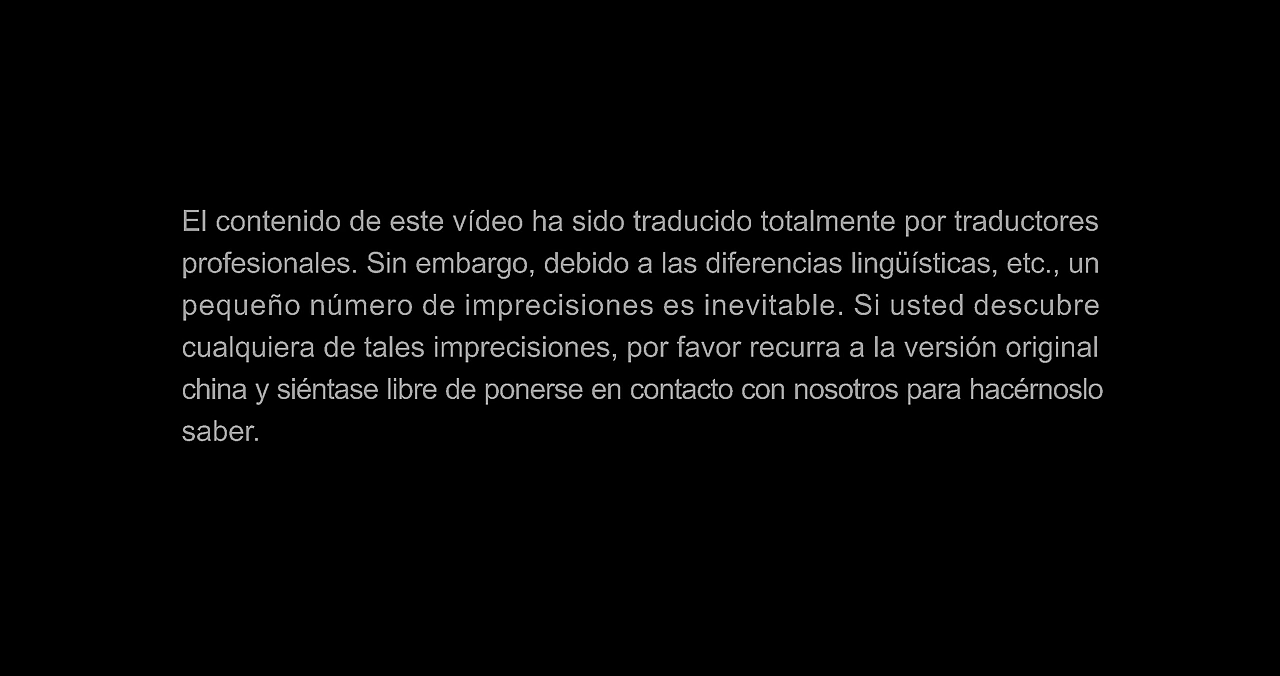 El contenido de este vídeo ha sido traducido totalmente por traductores
profesionales. Sin embargo, debido a las diferencias lingüísticas, etc., un
pequeño número de imprecisiones es inevitable. Si usted descubre
cualquiera de tales imprecisiones, por favor recurra a la versión original
china y siéntase libre de ponerse en contacto con nosotros para hacérnoslo
saber.